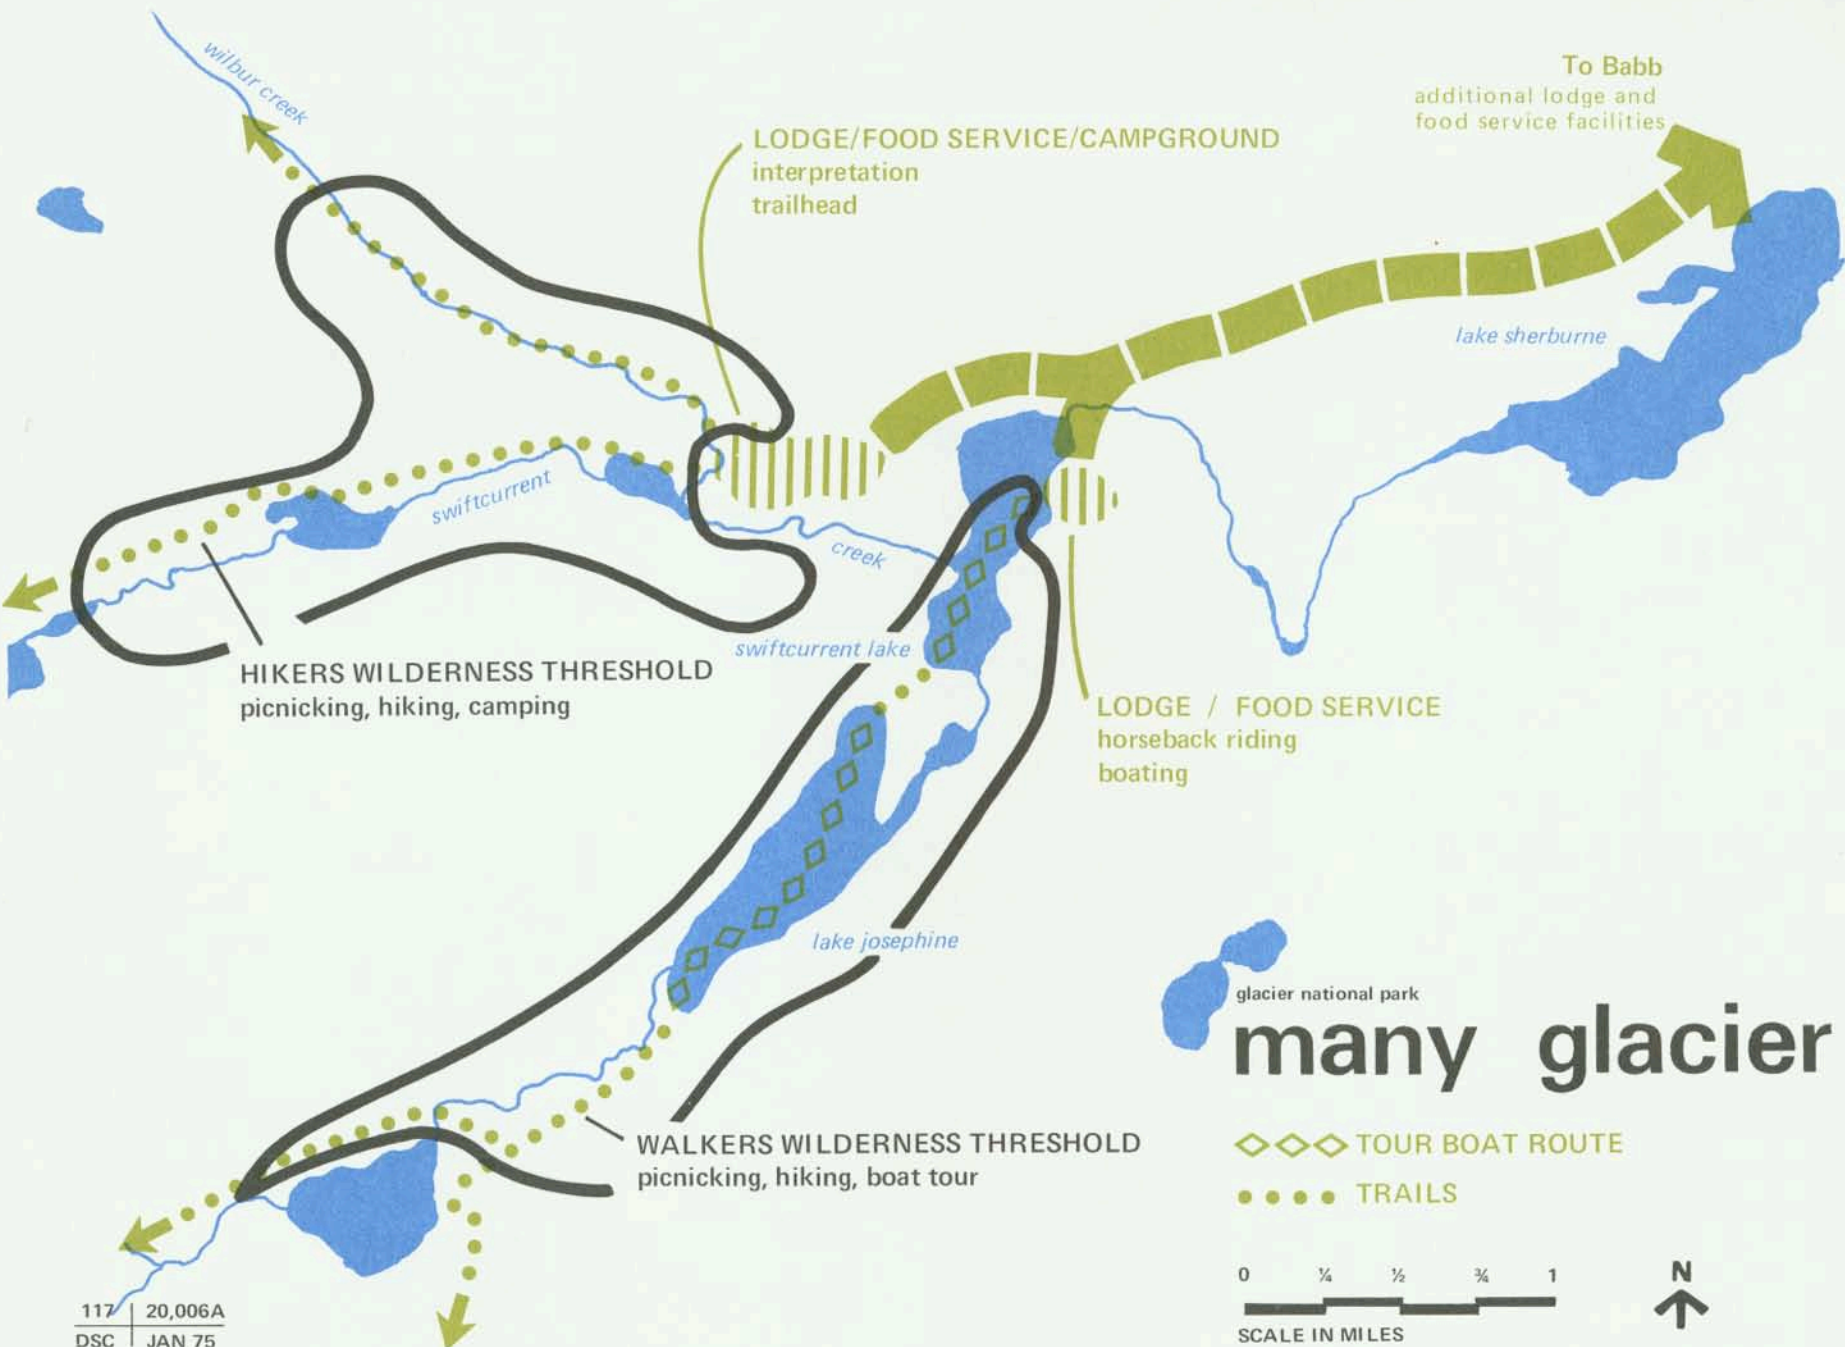 wilbur creek
To Babb
additional lodge and
food service facilities
LODGE/FOOD SERVICE/CAMPGROUND
interpretation
trailhead
lake sherburne
swiftcurrent
creek
swiftcurrent lake
HIKERS WILDERNESS THRESHOLD
picnicking, hiking, camping
LODGE / FOOD SERVICE
horseback riding
boating
lake josephine
glacier national park
many glacier
WALKERS WILDERNESS THRESHOLD
picnicking, hiking, boat tour
TOUR BOAT ROUTE
TRAILS
0 ¼ ½ ¾ 1
SCALE IN MILES
N
117 20,006A
DSC JAN 75